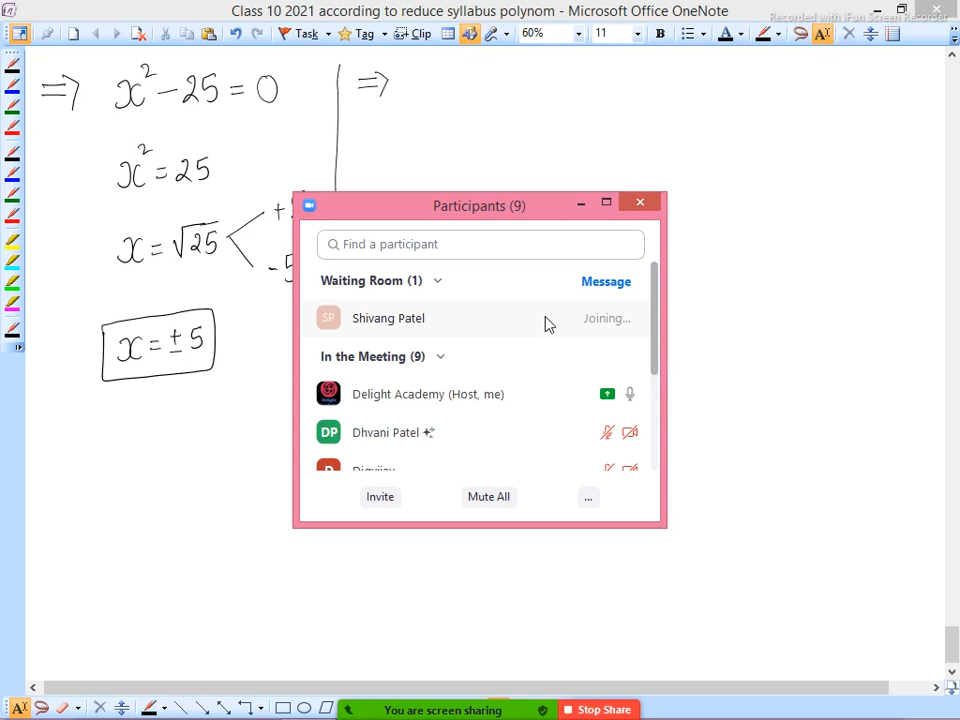 Class 10 2021 according to reduce syllabus polynom - Microsoft Office OneNote
Recorded with iFun Screen Recorder
Task Tag Clip 60% 11 B A A
⇒ x² - 25 = 0
⇒
x² = 25
x = √25
+
- 5
x = ± 5
Participants (9)
Find a participant
Waiting Room (1) Message
SP Shivang Patel Joining...
In the Meeting (9)
Delight Academy (Host, me)
DP Dhvani Patel
Digvijay
Invite Mute All ...
A You are screen sharing Stop Share